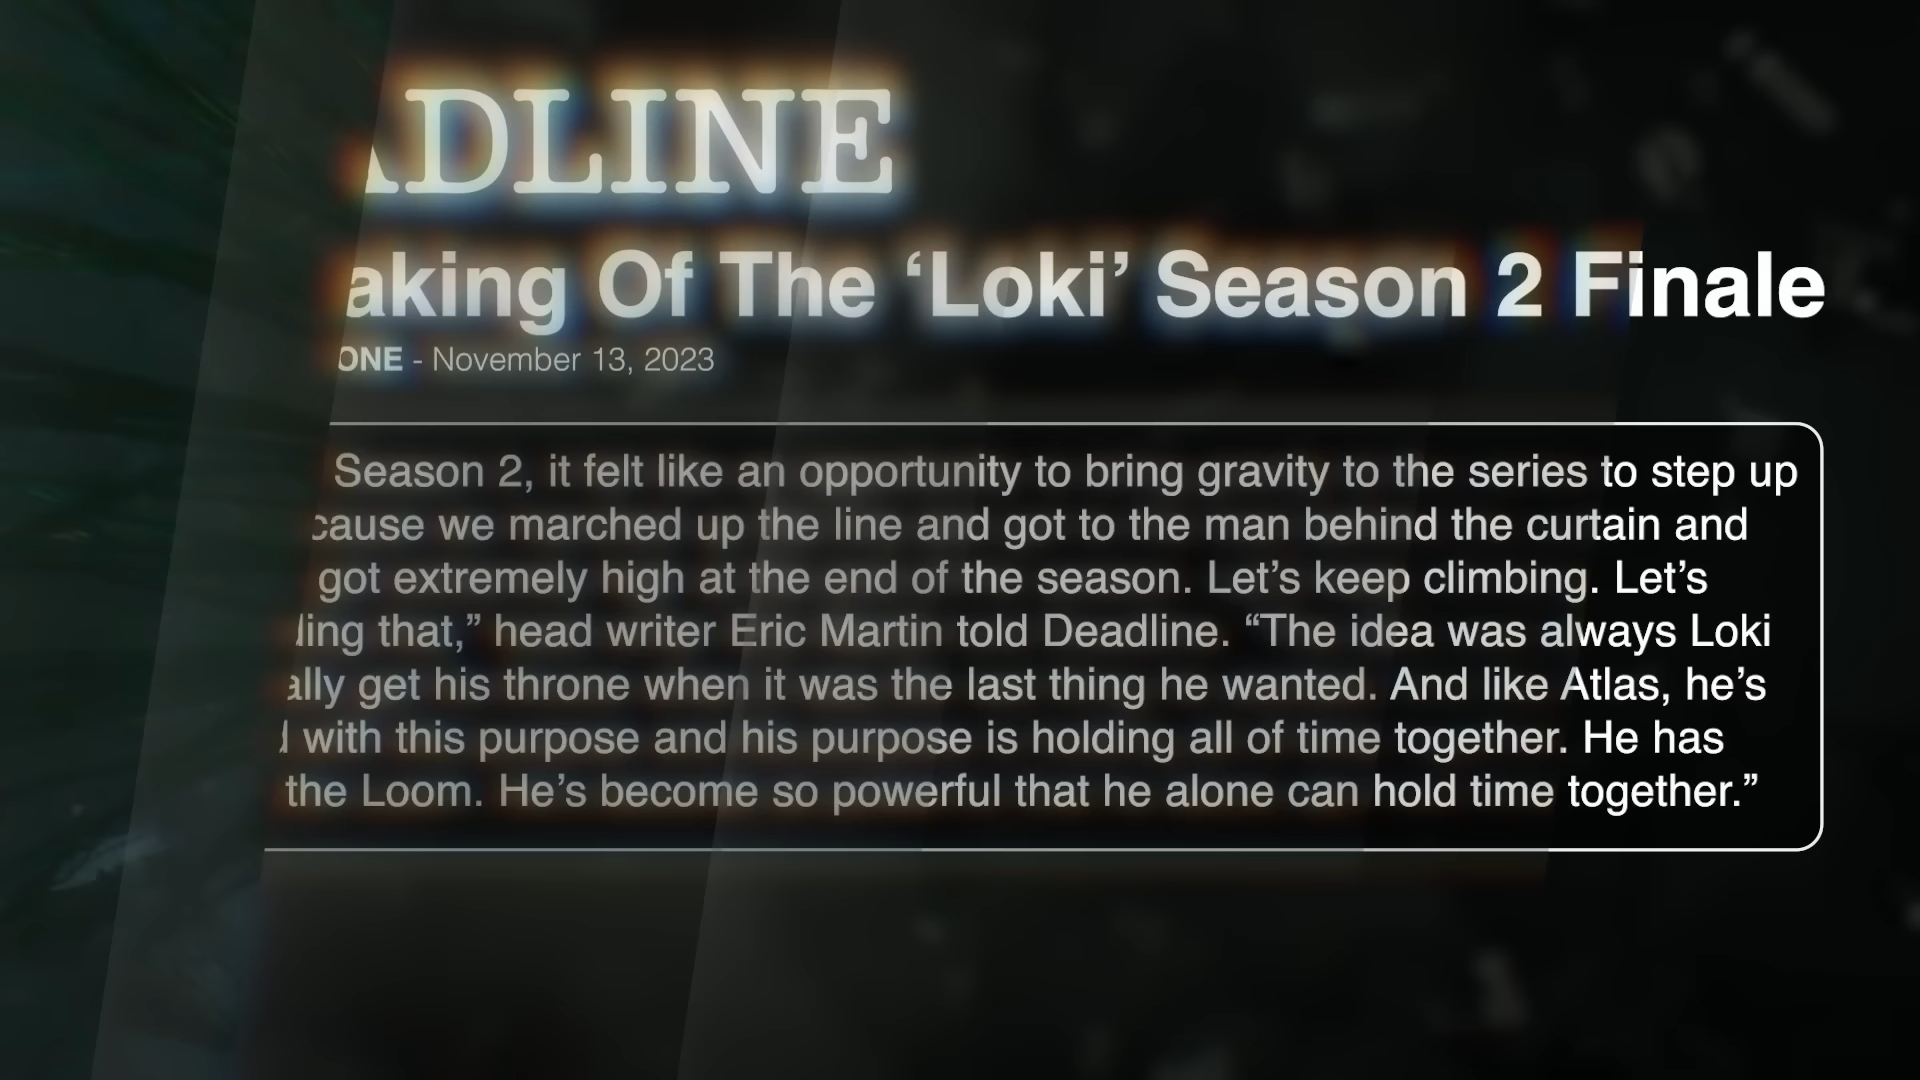 ADLINE
aking Of The ‘Loki’ Season 2 Finale
ONE - November 13, 2023
Season 2, it felt like an opportunity to bring gravity to the series to step up
cause we marched up the line and got to the man behind the curtain and
got extremely high at the end of the season. Let’s keep climbing. Let’s
ling that,” head writer Eric Martin told Deadline. “The idea was always Loki
ally get his throne when it was the last thing he wanted. And like Atlas, he’s
with this purpose and his purpose is holding all of time together. He has
the Loom. He’s become so powerful that he alone can hold time together.”